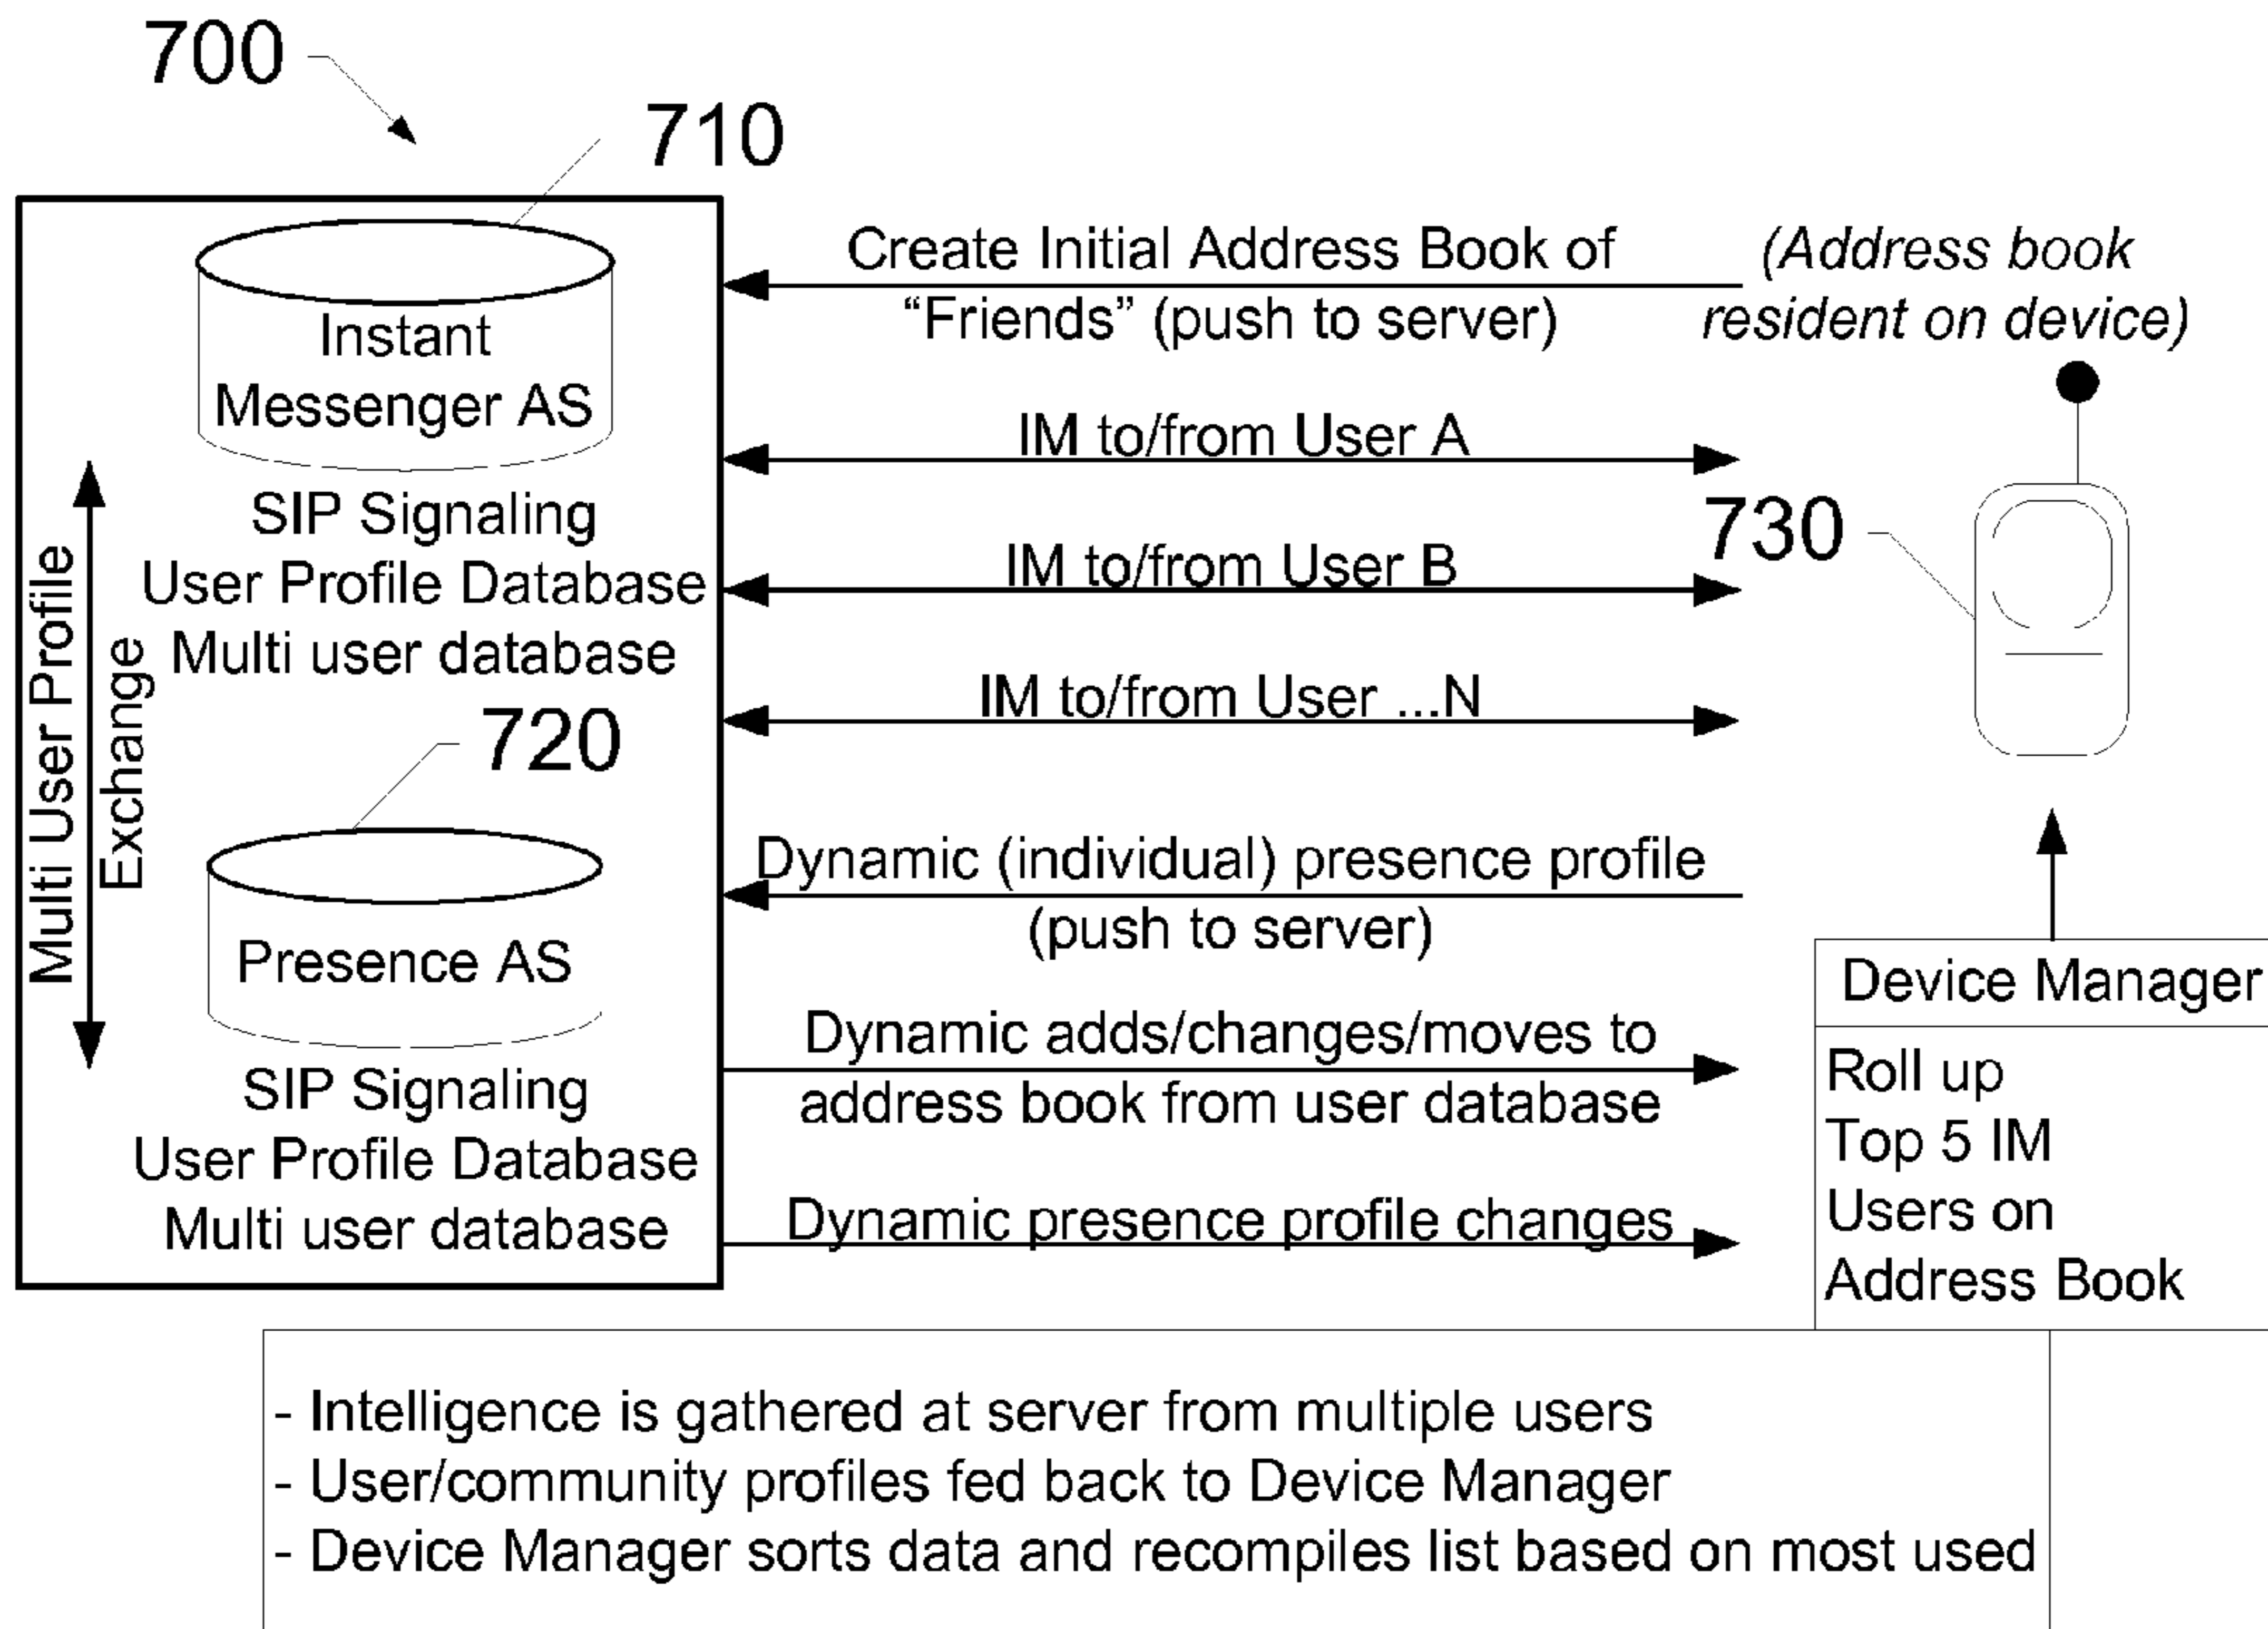 700
710
Instant
Messenger AS
SIP Signaling
User Profile Database
Multi user database
Multi User Profile
Exchange
720
Presence AS
SIP Signaling
User Profile Database
Multi user database
Create Initial Address Book of
“Friends” (push to server)
(Address book
resident on device)
IM to/from User A
IM to/from User B
IM to/from User ...N
730
Dynamic (individual) presence profile
(push to server)
Dynamic adds/changes/moves to
address book from user database
Dynamic presence profile changes
Device Manager
Roll up
Top 5 IM
Users on
Address Book
- Intelligence is gathered at server from multiple users
- User/community profiles fed back to Device Manager
- Device Manager sorts data and recompiles list based on most used